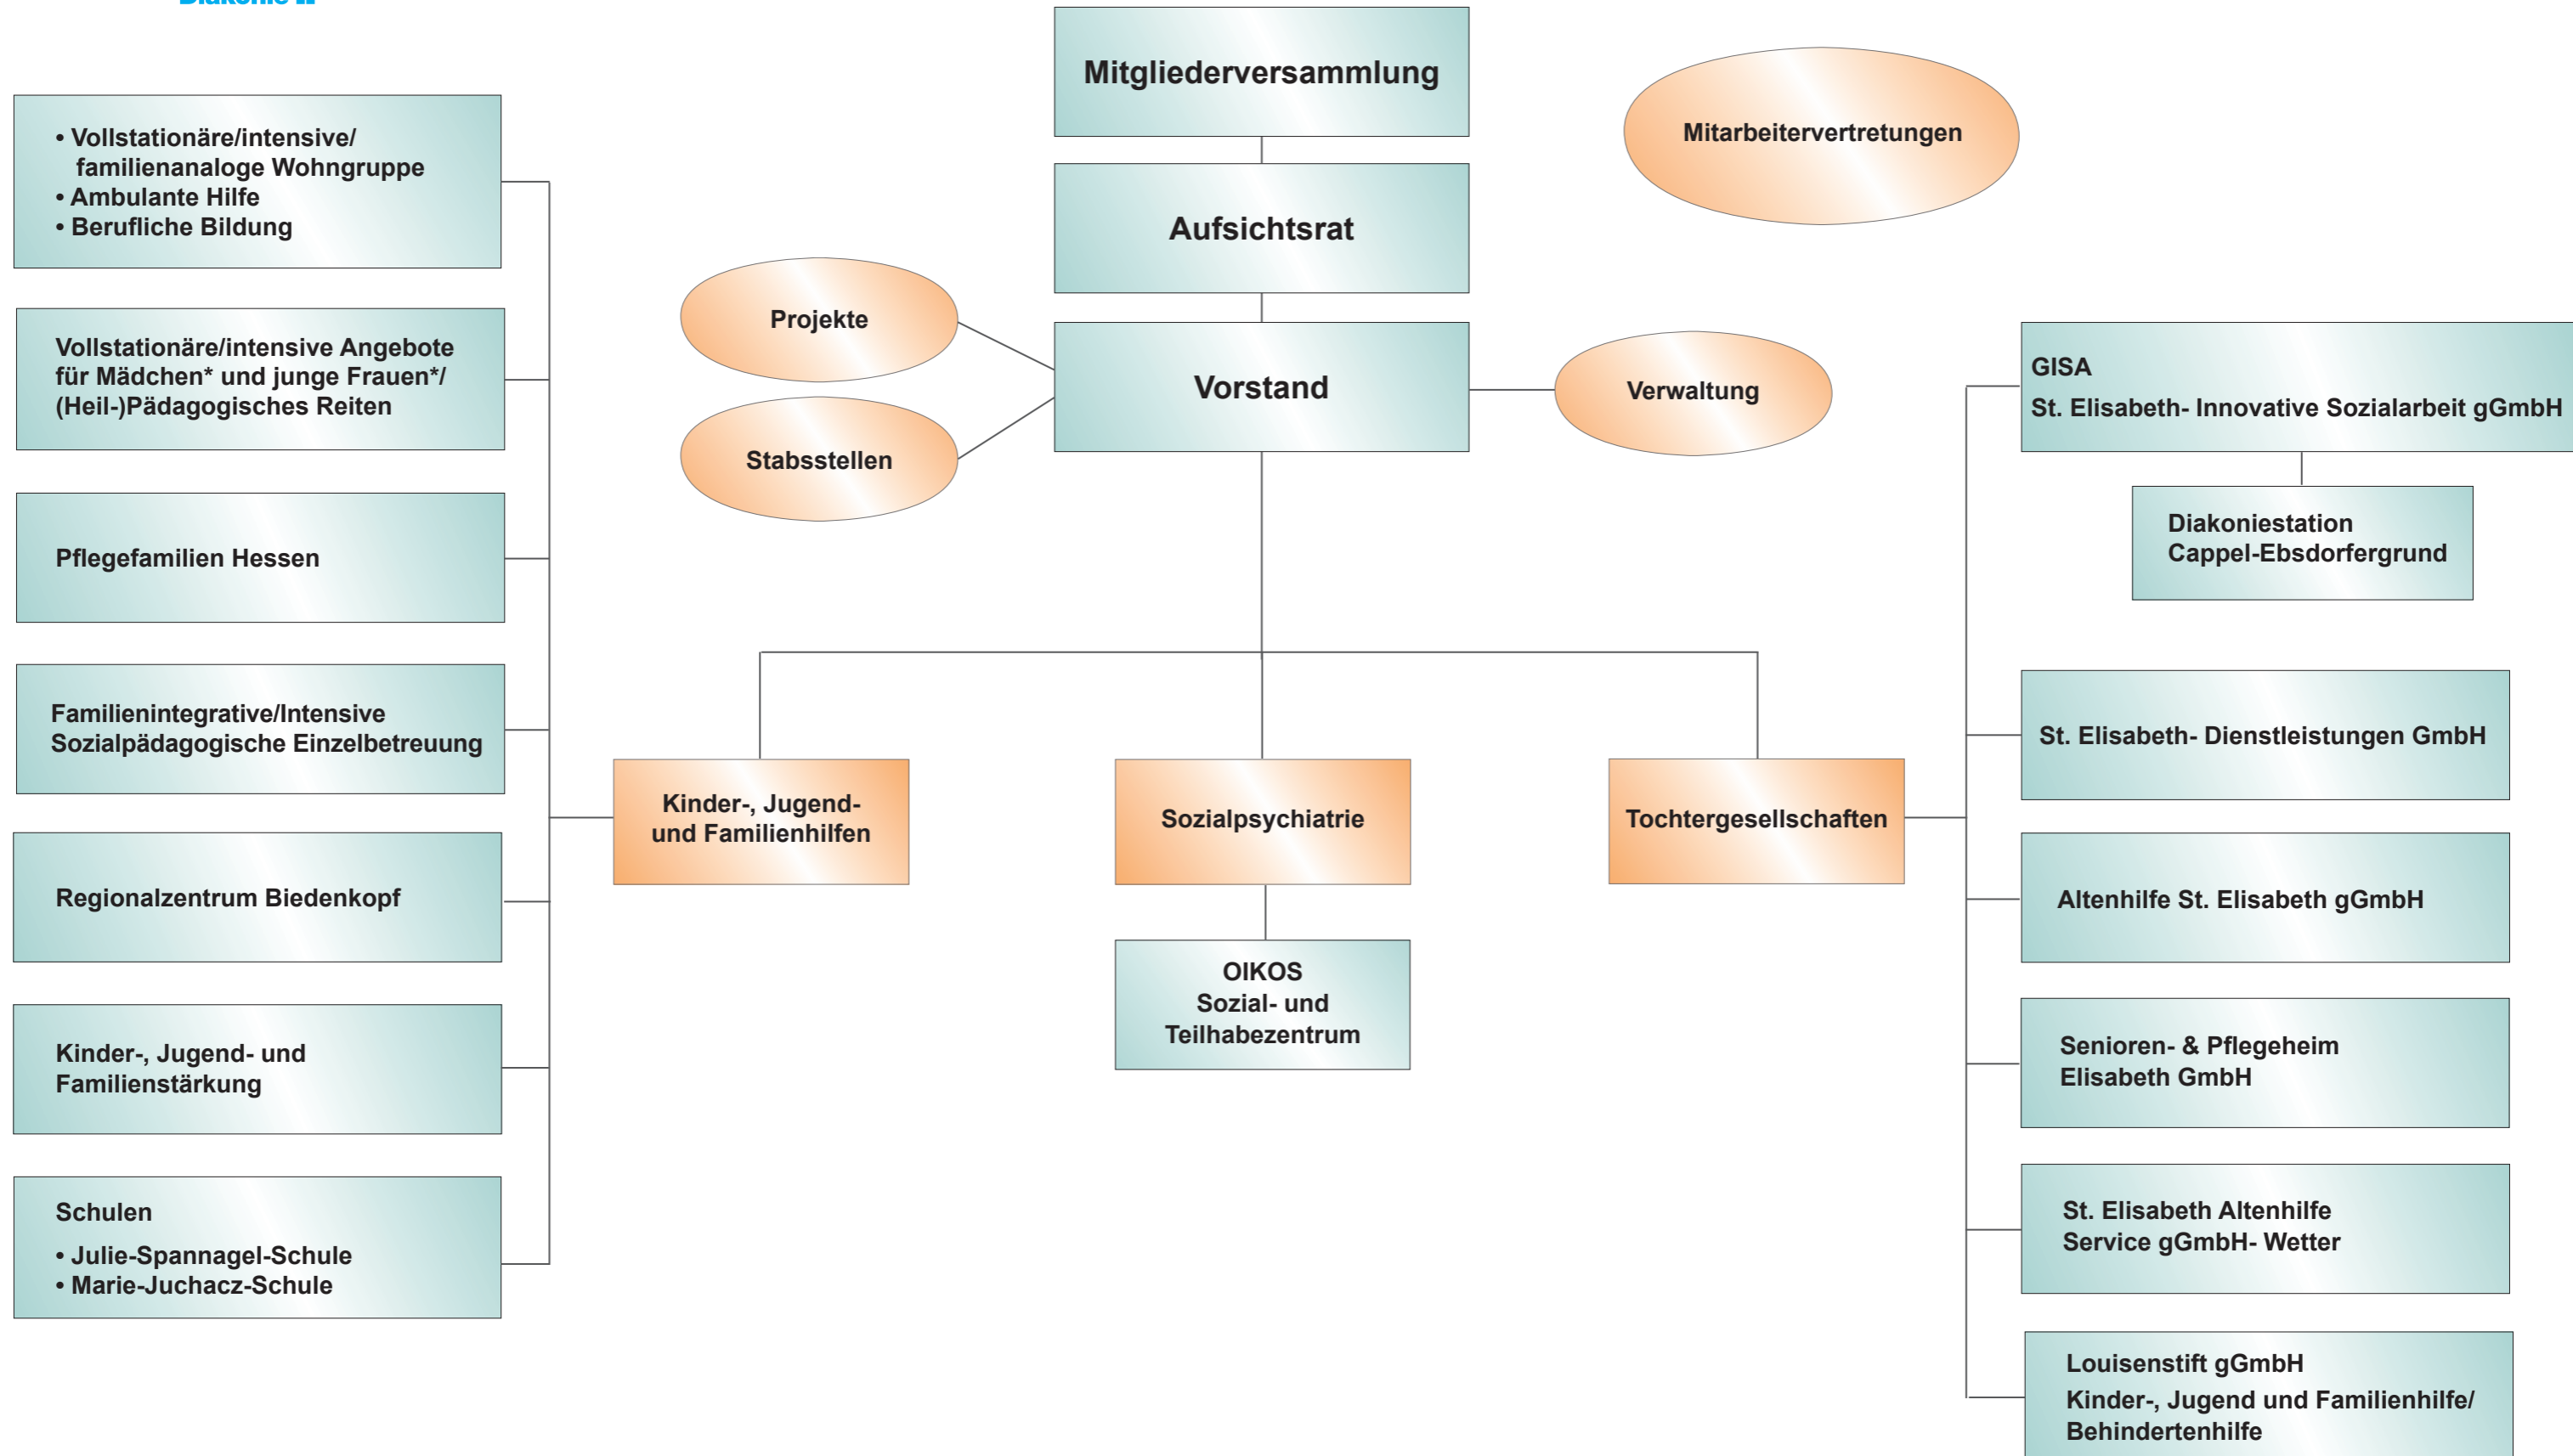 Diakonie
Mitgliederversammlung
Mitarbeitervertretungen
• Vollstationäre/intensive/
familienanaloge Wohngruppe
• Ambulante Hilfe
• Berufliche Bildung
Aufsichtsrat
Projekte
Vorstand
Verwaltung
Stabsstellen
Vollstationäre/intensive Angebote
für Mädchen* und junge Frauen*/
(Heil-)Pädagogisches Reiten
Pflegefamilien Hessen
Familienintegrative/Intensive
Sozialpädagogische Einzelbetreuung
Regionalzentrum Biedenkopf
Kinder-, Jugend- und
Familienstärkung
Schulen
• Julie-Spannagel-Schule
• Marie-Juchacz-Schule
Kinder-, Jugend-
und Familienhilfen
Sozialpsychiatrie
OIKOS
Sozial- und
Teilhabezentrum
Tochtergesellschaften
GISA
St. Elisabeth- Innovative Sozialarbeit gGmbH
Diakoniestation
Cappel-Ebsdorfergrund
St. Elisabeth- Dienstleistungen GmbH
Altenhilfe St. Elisabeth gGmbH
Senioren- & Pflegeheim
Elisabeth GmbH
St. Elisabeth Altenhilfe
Service gGmbH- Wetter
Louisenstift gGmbH
Kinder-, Jugend und Familienhilfe/
Behindertenhilfe